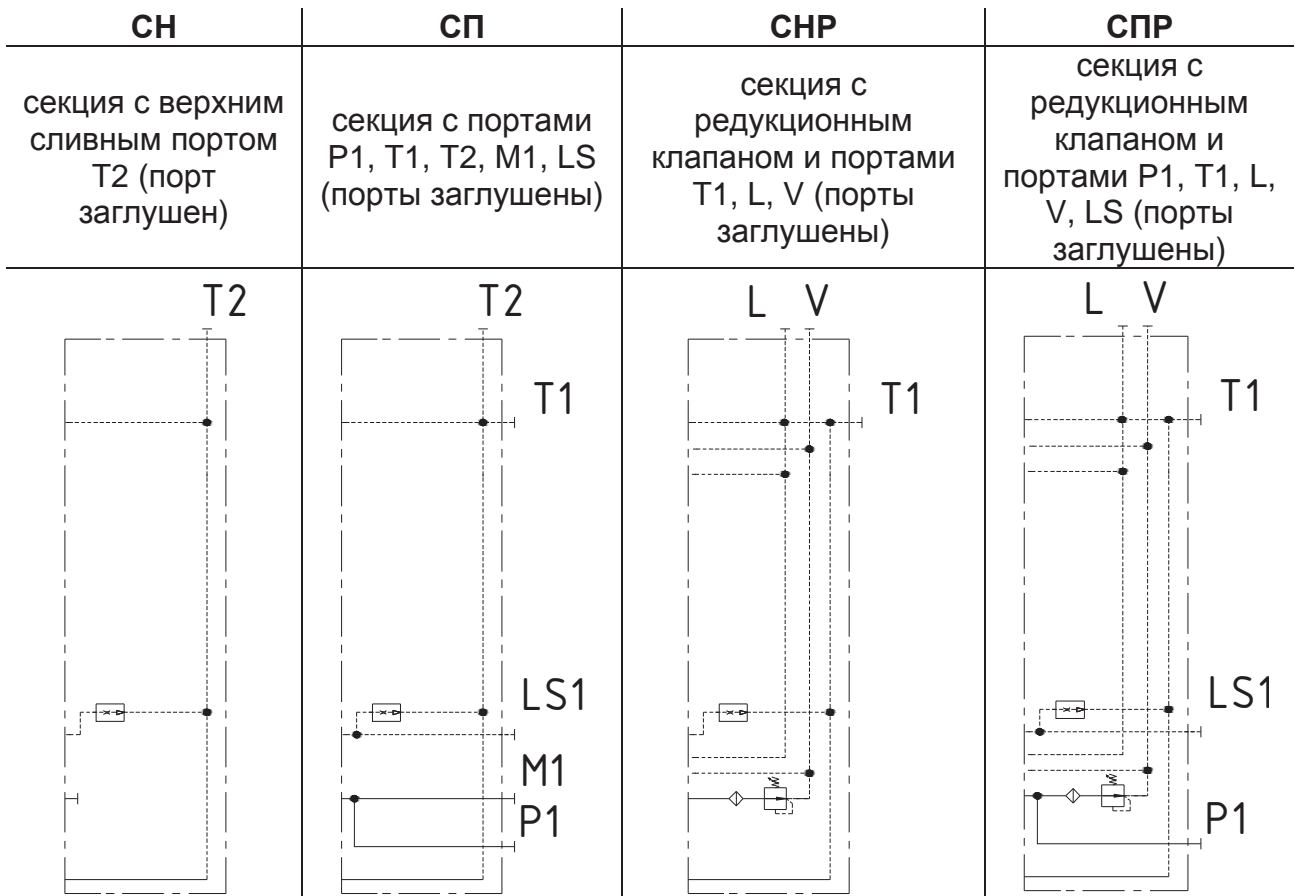 СН
СП
СНР
СПР
секция с верхним
сливным портом
T2 (порт
заглушен)
секция с портами
P1, T1, T2, M1, LS
(порты заглушены)
секция с
редукционным
клапаном и портами
T1, L, V (порты
заглушены)
секция с
редукционным
клапаном и
портами P1, T1, L,
V, LS (порты
заглушены)
T2
T2
T1
LS1
M1
P1
L V
T1
L V
T1
LS1
P1